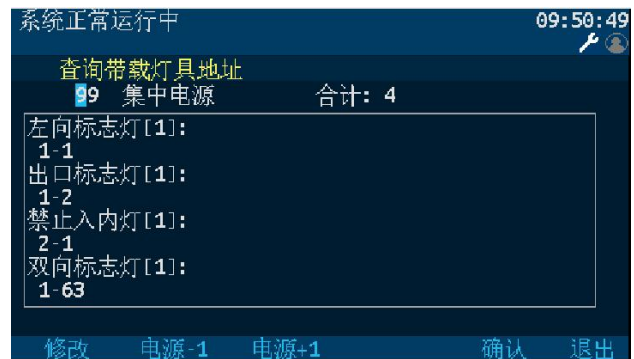 系统正常运行中 09:50:49
查询带载灯具地址
99 集中电源 合计: 4
左向标志灯[1]:
1-1
出口标志灯[1]:
1-2
禁止入内灯[1]:
2-1
双向标志灯[1]:
1-63
修改 电源-1 电源+1 确认 退出